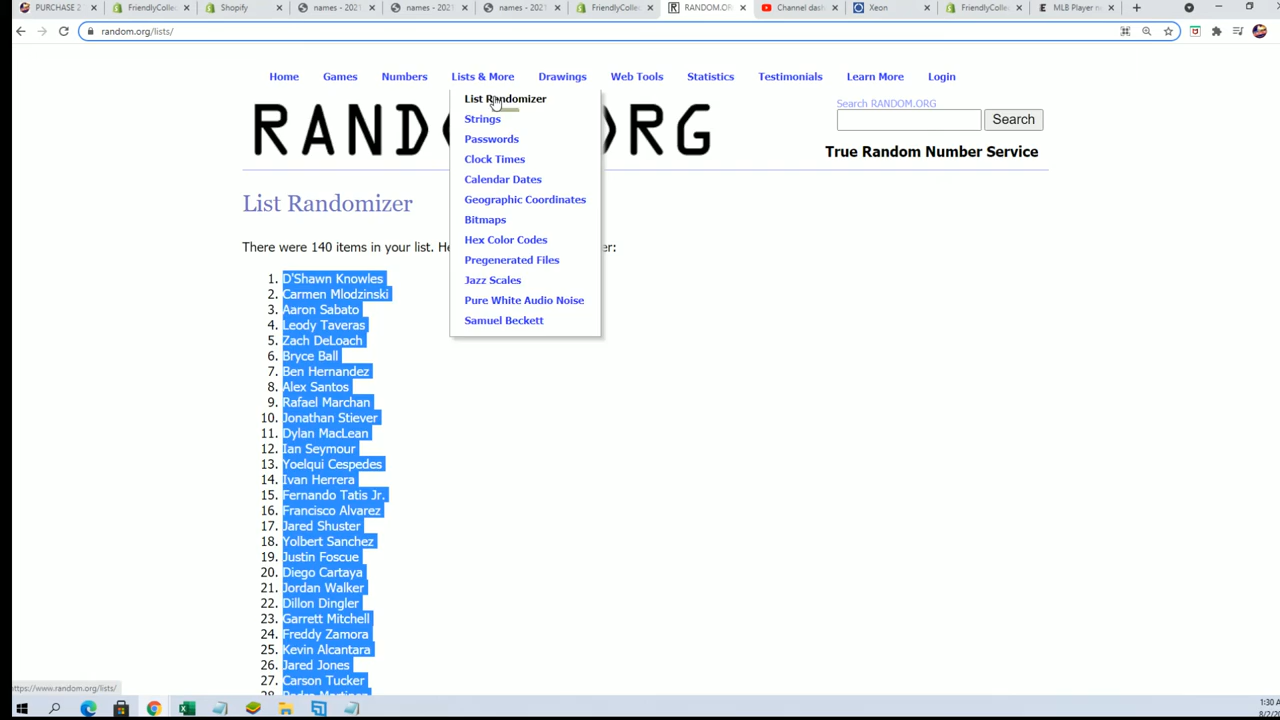 PURCHASE 2
FriendlyColle
Shopify
names - 2021
names - 2021
names - 2021
FriendlyColle
RANDOM.OR
Channel dash
Xeon
FriendlyColle
MLB Player n
random.org/lists/
Home Games Numbers Lists & More Drawings Web Tools Statistics Testimonials Learn More Login
List Randomizer
Strings
Passwords
Clock Times
Calendar Dates
Geographic Coordinates
Bitmaps
Hex Color Codes
Pregenerated Files
Jazz Scales
Pure White Audio Noise
Samuel Beckett
Search RANDOM.ORG
Search
RAND RG
True Random Number Service
List Randomizer
There were 140 items in your list. He er:
1. D'Shawn Knowles
2. Carmen Mlodzinski
3. Aaron Sabato
4. Leody Taveras
5. Zach DeLoach
6. Bryce Ball
7. Ben Hernandez
8. Alex Santos
9. Rafael Marchan
10. Jonathan Stiever
11. Dylan MacLean
12. Ian Seymour
13. Yoelqui Cespedes
14. Ivan Herrera
15. Fernando Tatis Jr.
16. Francisco Alvarez
17. Jared Shuster
18. Yolbert Sanchez
19. Justin Foscue
20. Diego Cartaya
21. Jordan Walker
22. Dillon Dingler
23. Garrett Mitchell
24. Freddy Zamora
25. Kevin Alcantara
26. Jared Jones
27. Carson Tucker
https://www.random.org/lists/
1:30 A
8/2/2